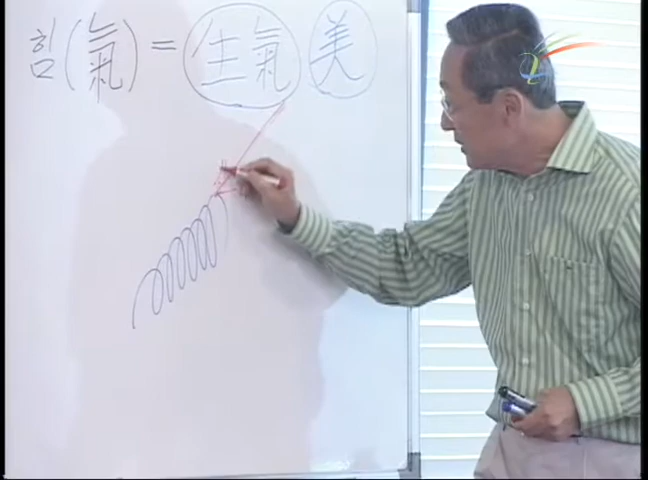 힘(氣) = 生氣 美